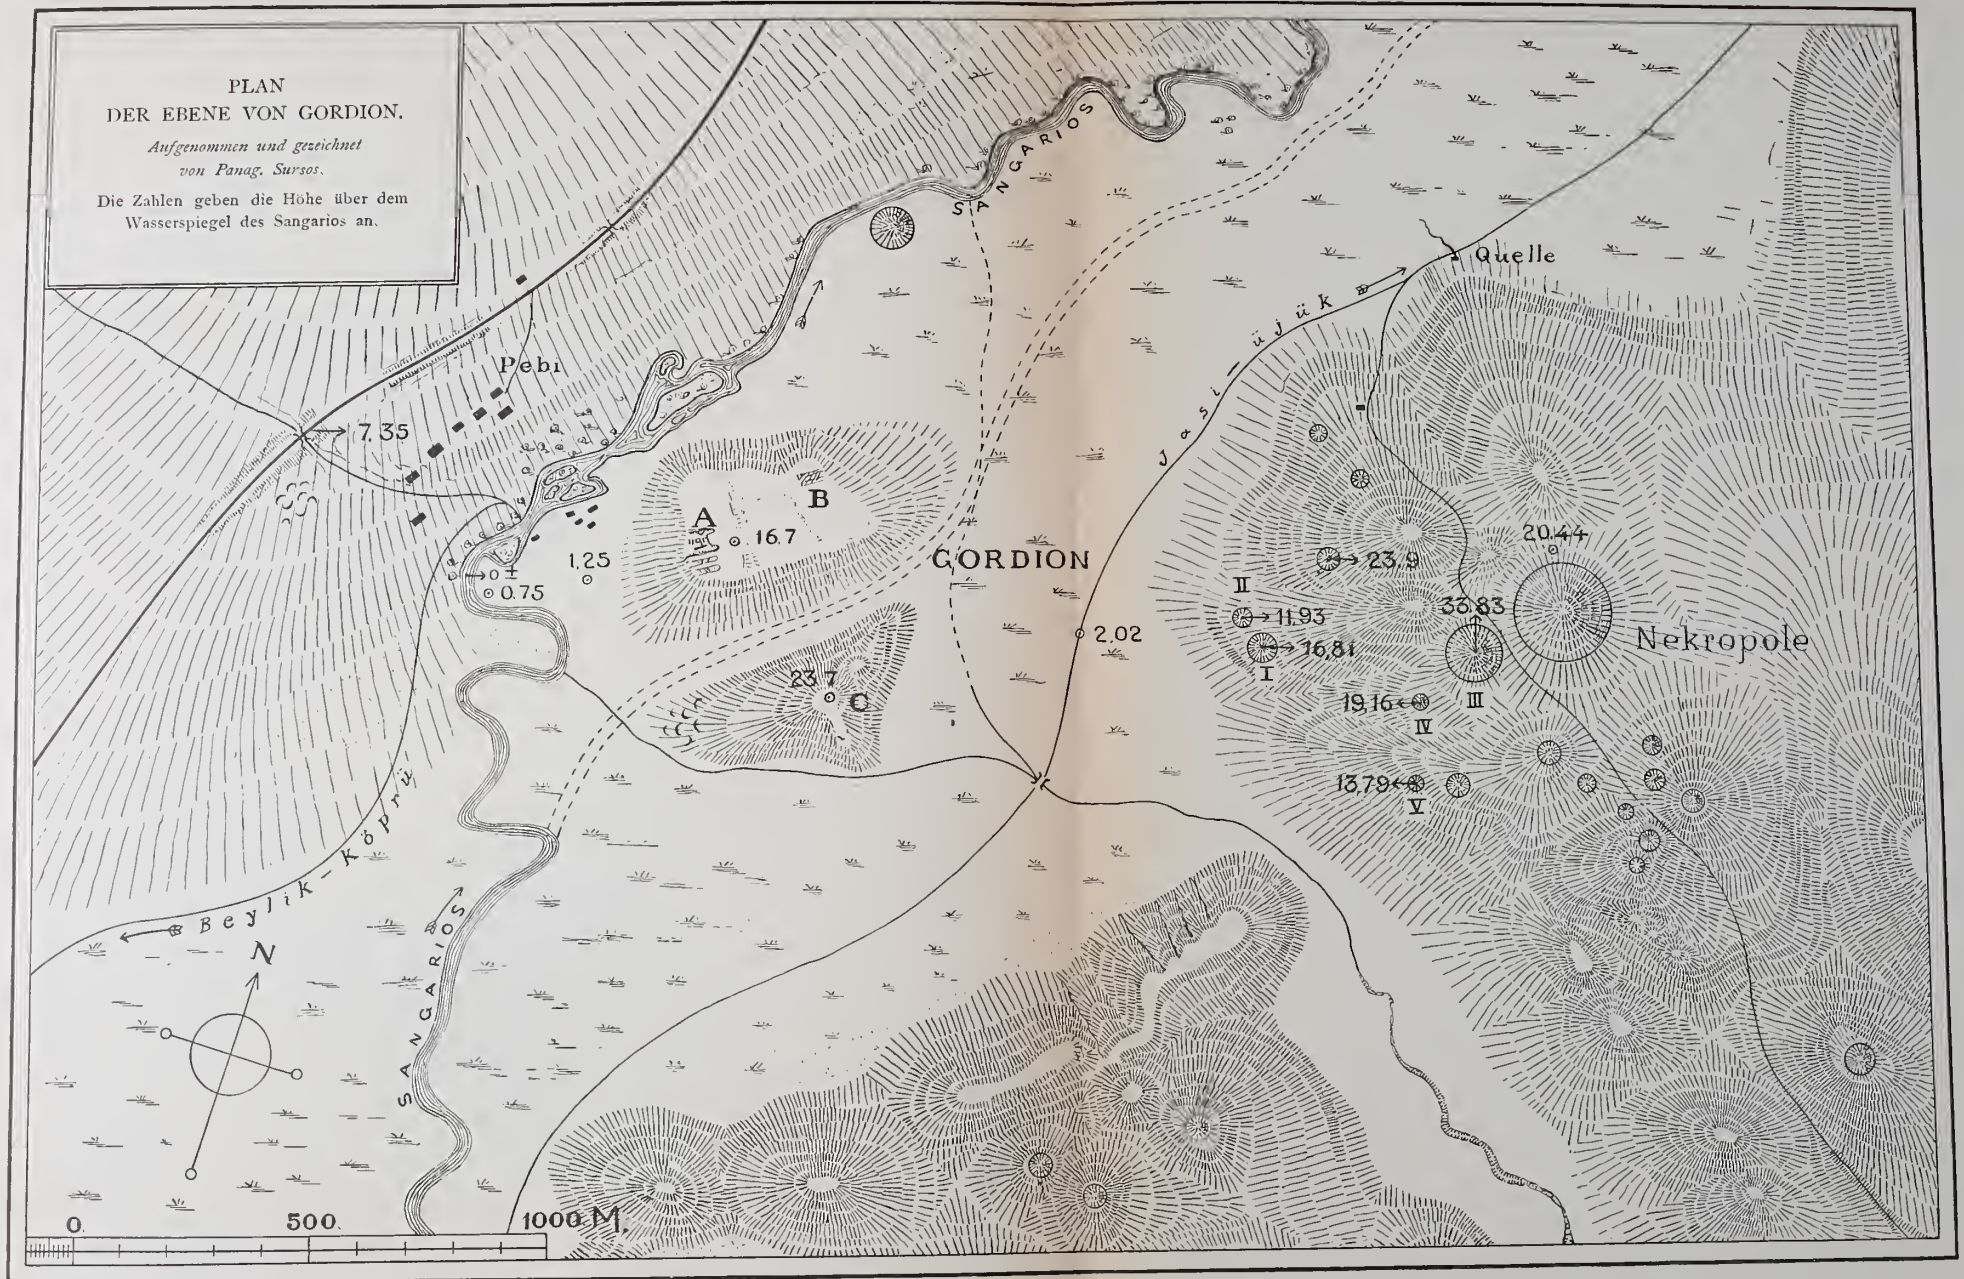 PLAN
DER EBENE VON GORDION.
Aufgenommen und gezeichnet
von Panag. Sursos.
Die Zahlen geben die Höhe über dem
Wasserspiegel des Sangarios an.
SANGARIOS
Quelle
Jasi-üjük
Pebi
7,35
A
B
16.7
GORDION
1,25
0 ±
0.75
20.44
23.9
II
11.93
33.83
2,02
16,81
I
Nekropole
23.7
C
19,16
III
IV
13,79
V
Beylik-Köprü
SANGARIOS
N
0.
500.
1000 M.